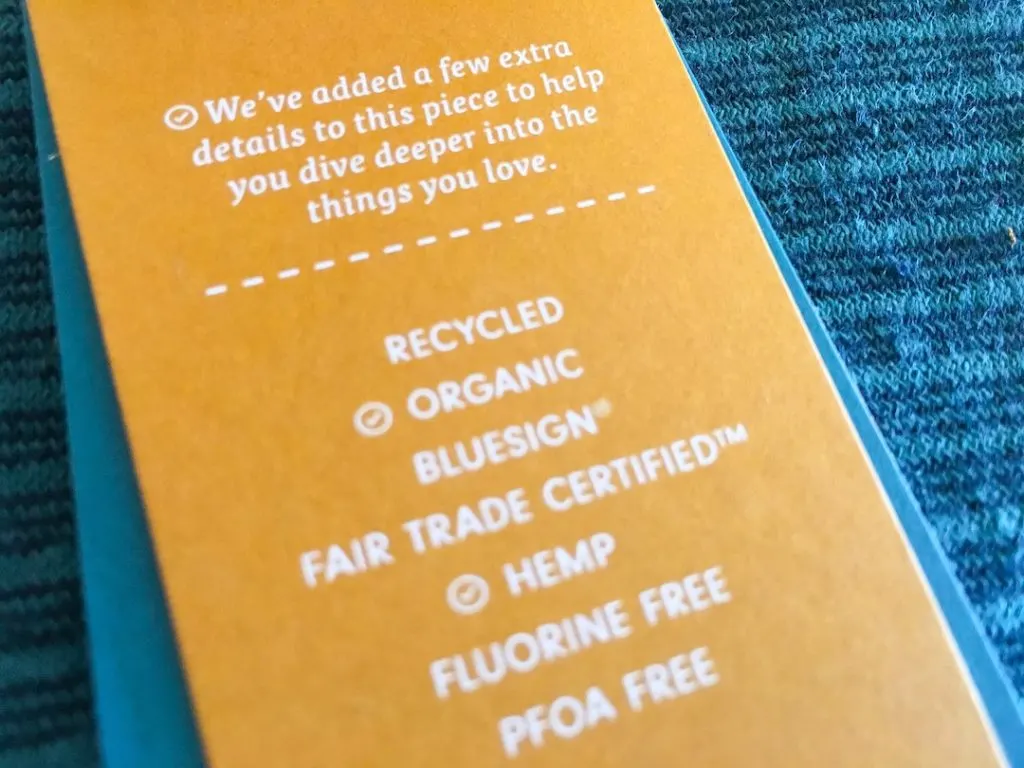 We've added a few extra
details to this piece to help
you dive deeper into the
things you love.
RECYCLED
ORGANIC
BLUESIGN®
FAIR TRADE CERTIFIED™
HEMP
FLUORINE FREE
PFOA FREE